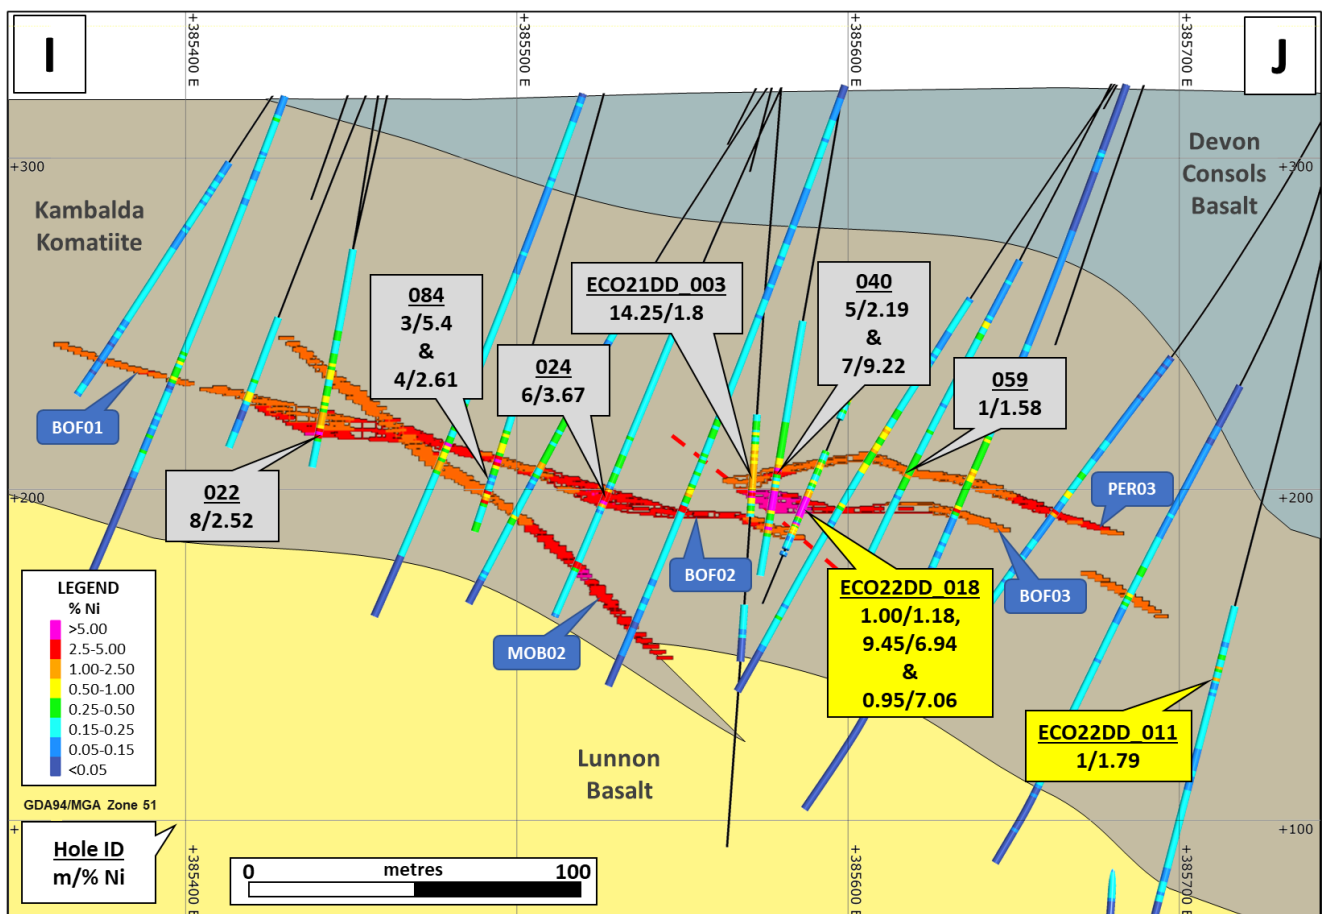 I
+385400 E
+385500 E
+385600 E
+385700 E
J
Devon
Consols
Basalt
+300
+300
Kambalda
Komatiite
084
3/5.4
&
4/2.61
ECO21DD_003
14.25/1.8
040
5/2.19
&
7/9.22
024
6/3.67
059
1/1.58
BOF01
022
8/2.52
+200
+200
PER03
BOF02
BOF03
MOB02
ECO22DD_018
1.00/1.18,
9.45/6.94
&
0.95/7.06
ECO22DD_011
1/1.79
Lunnon
Basalt
LEGEND
% Ni
>5.00
2.5-5.00
1.00-2.50
0.50-1.00
0.25-0.50
0.15-0.25
0.05-0.15
<0.05
GDA94/MGA Zone 51
+
+100
Hole ID
m/% Ni
0 metres 100
+385400 E
+385500 E
+385600 E
+385700 E